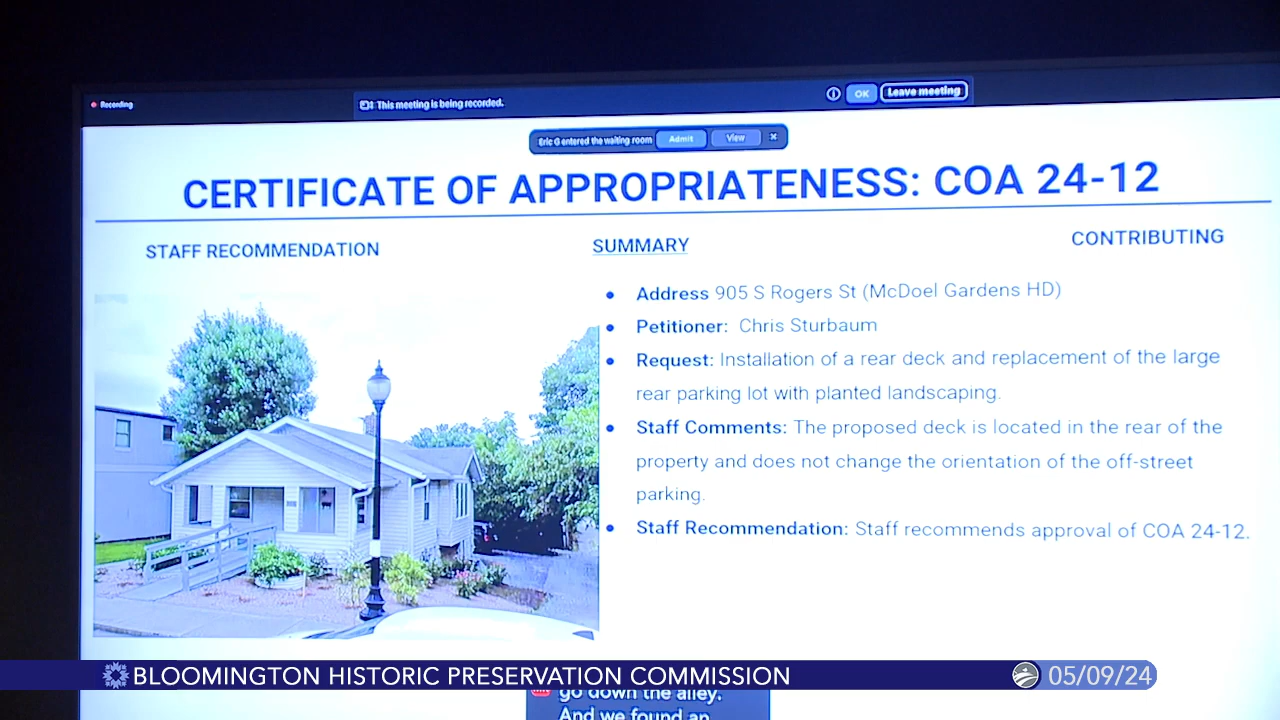 Recording
This meeting is being recorded.
OK
Leave meeting
Eric G entered the waiting room
Admit
View
CERTIFICATE OF APPROPRIATENESS: COA 24-12
STAFF RECOMMENDATION
SUMMARY
CONTRIBUTING
• Address 905 S Rogers St (McDoel Gardens HD)
• Petitioner: Chris Sturbaum
• Request: Installation of a rear deck and replacement of the large
rear parking lot with planted landscaping.
• Staff Comments: The proposed deck is located in the rear of the
property and does not change the orientation of the off-street
parking.
• Staff Recommendation: Staff recommends approval of COA 24-12.
BLOOMINGTON HISTORIC PRESERVATION COMMISSION
05/09/24
go down the alley.
And we found an